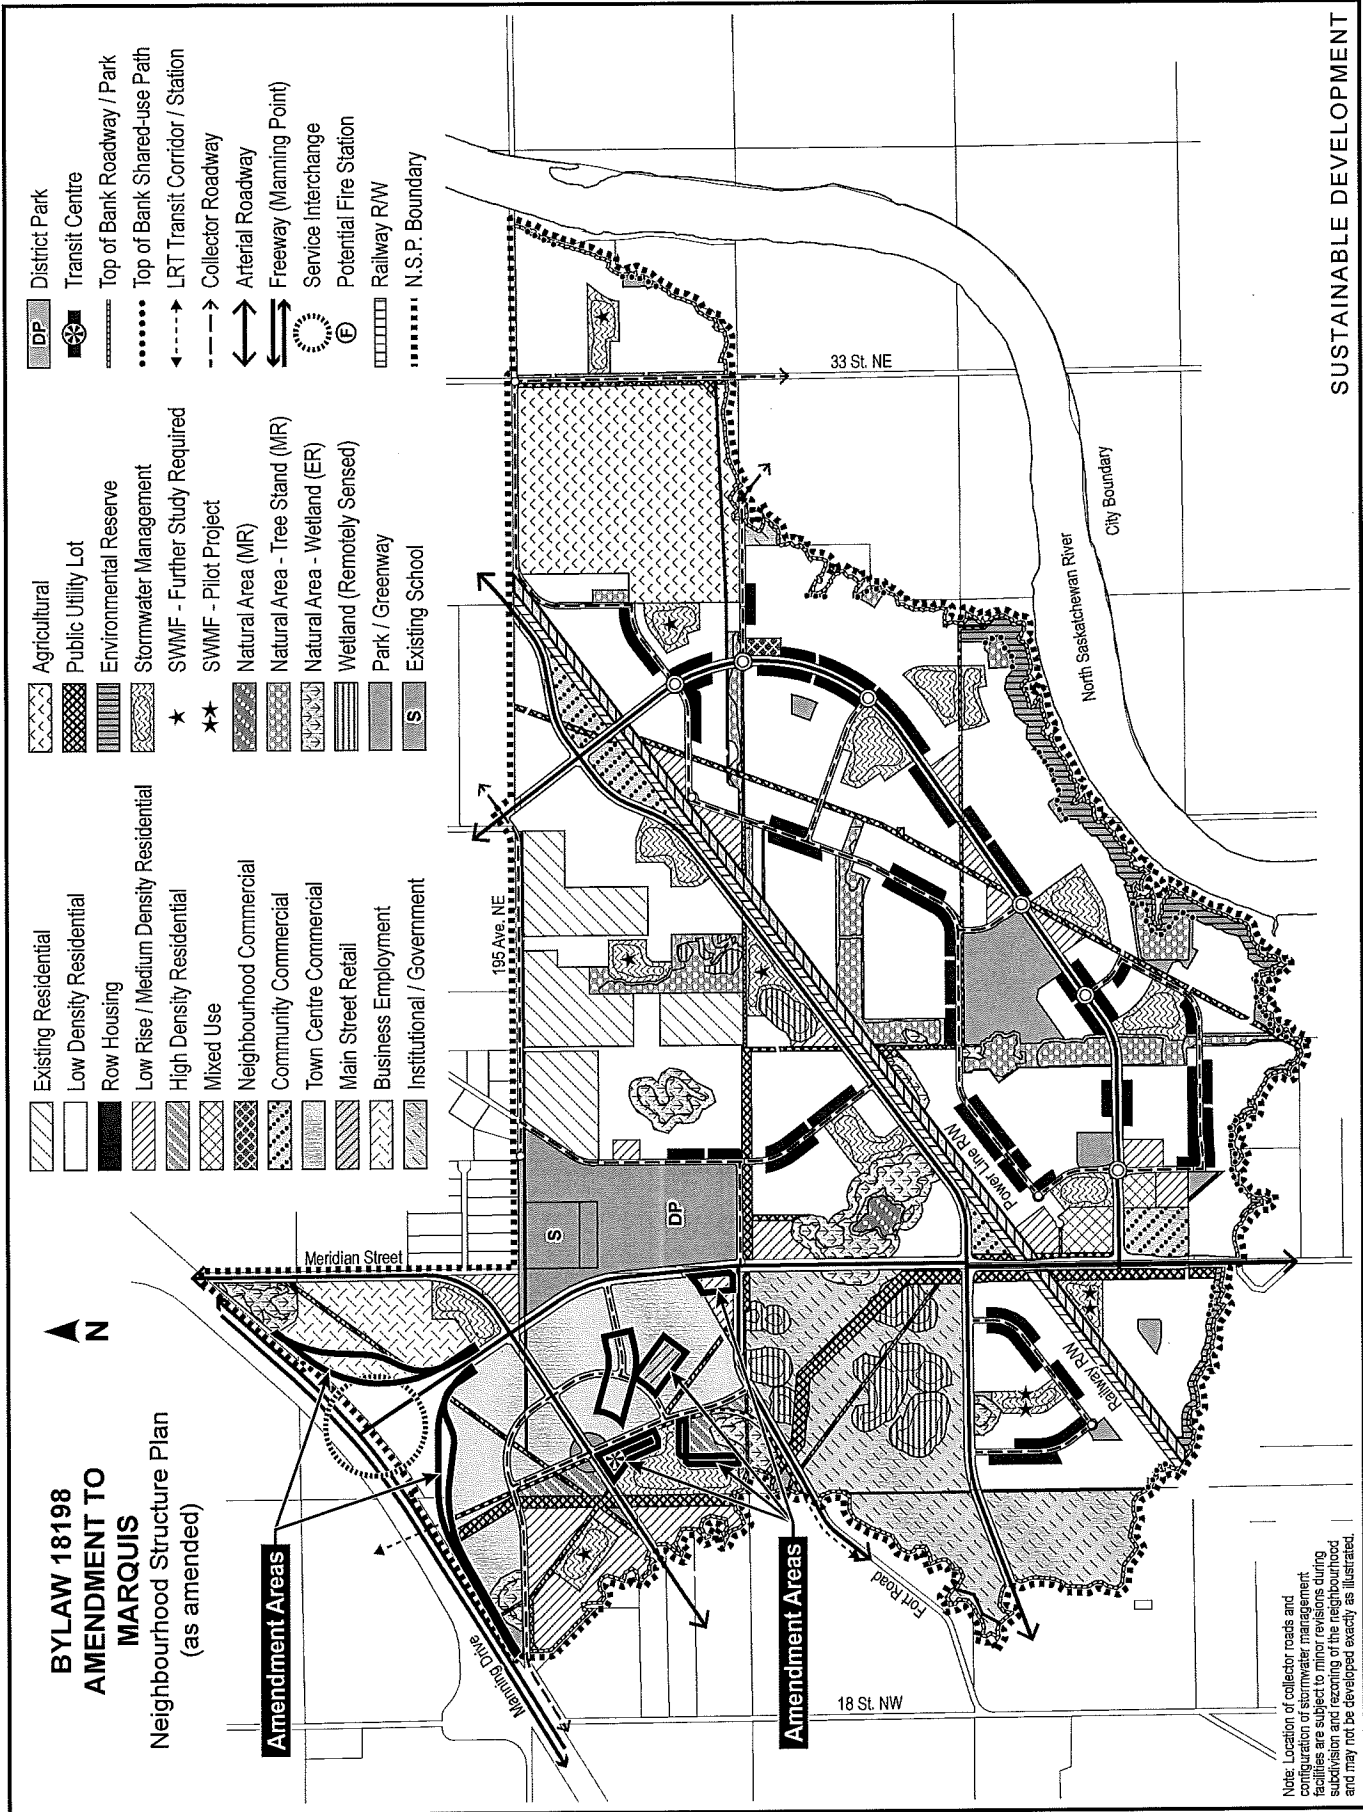 BYLAW 18198
AMENDMENT TO
MARQUIS
Neighbourhood Structure Plan
(as amended)
N
Existing Residential
Low Density Residential
Row Housing
Low Rise / Medium Density Residential
High Density Residential
Mixed Use
Neighbourhood Commercial
Community Commercial
Town Centre Commercial
Main Street Retail
Business Employment
Institutional / Government
Agricultural
Public Utility Lot
Environmental Reserve
Stormwater Management
★ SWMF - Further Study Required
★★ SWMF - Pilot Project
Natural Area (MR)
Natural Area - Tree Stand (MR)
Natural Area - Wetland (ER)
Wetland (Remotely Sensed)
Park / Greenway
S Existing School
DP District Park
Transit Centre
Top of Bank Roadway / Park
Top of Bank Shared-use Path
LRT Transit Corridor / Station
Collector Roadway
Arterial Roadway
Freeway (Manning Point)
Service Interchange
F Potential Fire Station
Railway R/W
N.S.P. Boundary
Amendment Areas
Amendment Areas
Manning Drive
Meridian Street
195 Ave. NE
33 St. NE
18 St. NW
Fort Road
S
DP
Power Line R/W
Railway R/W
North Saskatchewan River
City Boundary
Note: Location of collector roads and
configuration of stormwater management
facilities are subject to minor revisions during
subdivision and rezoning of the neighbourhood
and may not be developed exactly as illustrated.
SUSTAINABLE DEVELOPMENT